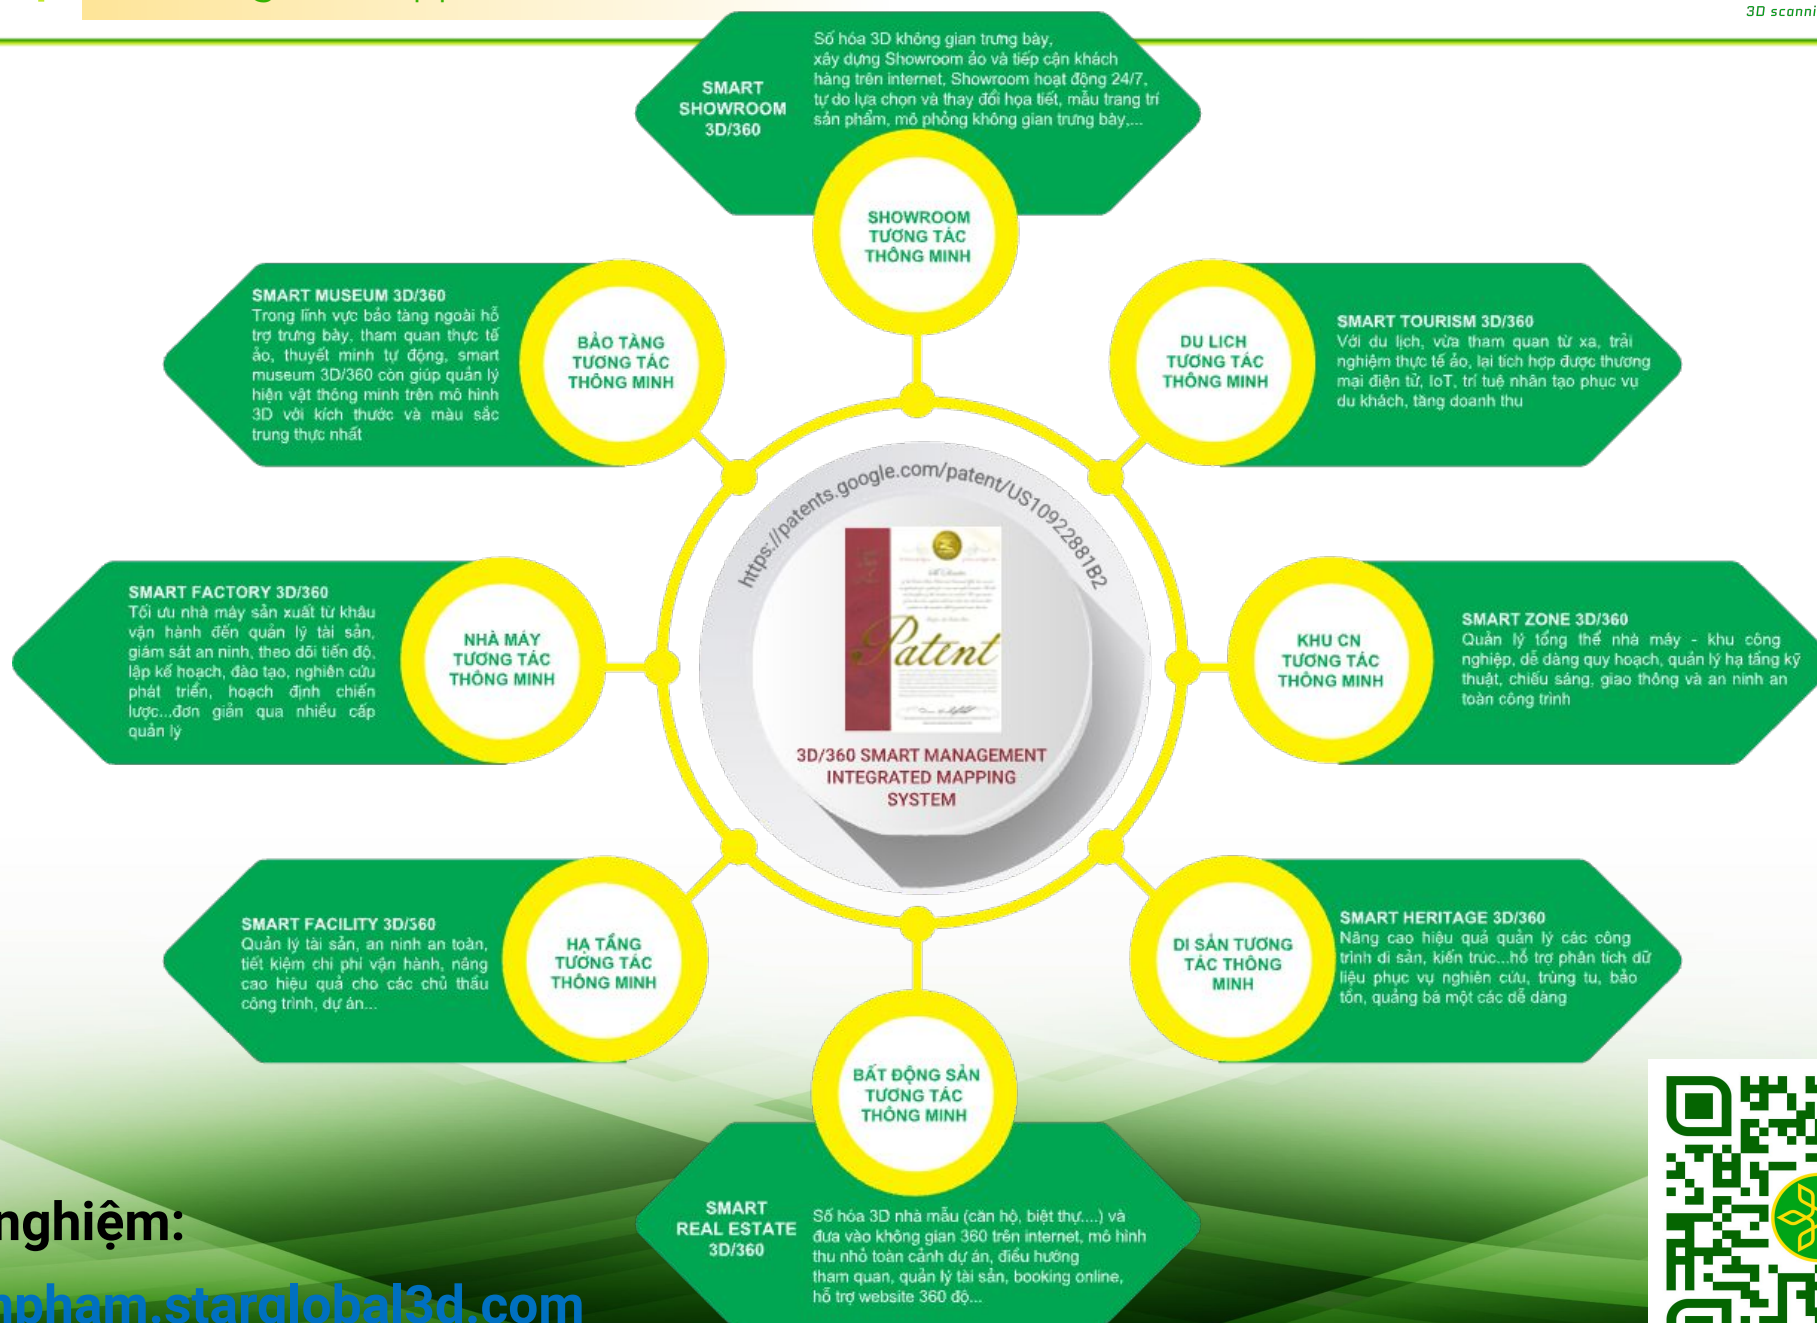 3D scanni
SMART
SHOWROOM
3D/360
Số hóa 3D không gian trưng bày,
xây dựng Showroom ảo và tiếp cận khách
hàng trên internet, Showroom hoạt động 24/7,
tự do lựa chọn và thay đổi họa tiết, mẫu trang trí
sản phẩm, mô phỏng không gian trưng bày,...
SHOWROOM
TƯƠNG TÁC
THÔNG MINH
SMART MUSEUM 3D/360
Trong lĩnh vực bảo tàng ngoài hỗ
trợ trưng bày, tham quan thực tế
ảo, thuyết minh tự động, smart
museum 3D/360 còn giúp quản lý
hiện vật thông minh trên mô hình
3D với kích thước và màu sắc
trung thực nhất
BẢO TÀNG
TƯƠNG TÁC
THÔNG MINH
DU LỊCH
TƯƠNG TÁC
THÔNG MINH
SMART TOURISM 3D/360
Với du lịch, vừa tham quan từ xa, trải
nghiệm thực tế ảo, lại tích hợp được thương
mại điện tử, IoT, trí tuệ nhân tạo phục vụ
du khách, tăng doanh thu
https://patents.google.com/patent/US10922881B2
Patent
3D/360 SMART MANAGEMENT
INTEGRATED MAPPING
SYSTEM
SMART FACTORY 3D/360
Tối ưu nhà máy sản xuất từ khâu
vận hành đến quản lý tài sản,
giám sát an ninh, theo dõi tiến độ,
lập kế hoạch, đào tạo, nghiên cứu
phát triển, hoạch định chiến
lược...đơn giản qua nhiều cấp
quản lý
NHÀ MÁY
TƯƠNG TÁC
THÔNG MINH
KHU CN
TƯƠNG TÁC
THÔNG MINH
SMART ZONE 3D/360
Quản lý tổng thể nhà máy - khu công
nghiệp, dễ dàng quy hoạch, quản lý hạ tầng kỹ
thuật, chiếu sáng, giao thông và an ninh an
toàn công trình
SMART FACILITY 3D/360
Quản lý tài sản, an ninh an toàn,
tiết kiệm chi phí vận hành, nâng
cao hiệu quả cho các chủ thầu
công trình, dự án...
HẠ TẦNG
TƯƠNG TÁC
THÔNG MINH
DI SẢN TƯƠNG
TÁC THÔNG
MINH
SMART HERITAGE 3D/360
Nâng cao hiệu quả quản lý các công
trình di sản, kiến trúc...hỗ trợ phân tích dữ
liệu phục vụ nghiên cứu, trùng tu, bảo
tồn, quảng bá một các dễ dàng
BẤT ĐỘNG SẢN
TƯƠNG TÁC
THÔNG MINH
SMART
REAL ESTATE
3D/360
Số hóa 3D nhà mẫu (căn hộ, biệt thự....) và
đưa vào không gian 360 trên internet, mô hình
thu nhỏ toàn cảnh dự án, điều hướng
tham quan, quản lý tài sản, booking online,
hỗ trợ website 360 độ...
nghiệm:
npham.starglobal3d.com